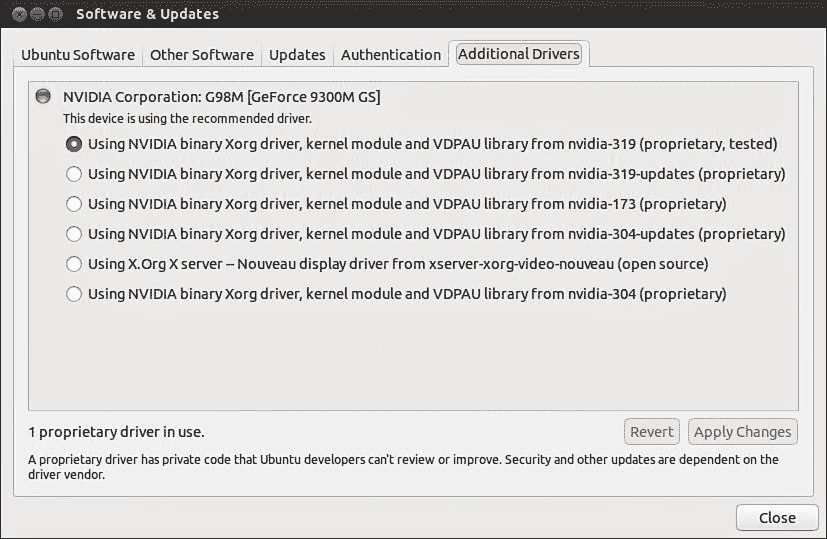 Software & Updates
Ubuntu Software
Other Software
Updates
Authentication
Additional Drivers
NVIDIA Corporation: G98M [GeForce 9300M GS]
This device is using the recommended driver.
Using NVIDIA binary Xorg driver, kernel module and VDPAU library from nvidia-319 (proprietary, tested)
Using NVIDIA binary Xorg driver, kernel module and VDPAU library from nvidia-319-updates (proprietary)
Using NVIDIA binary Xorg driver, kernel module and VDPAU library from nvidia-173 (proprietary)
Using NVIDIA binary Xorg driver, kernel module and VDPAU library from nvidia-304-updates (proprietary)
Using X.Org X server -- Nouveau display driver from xserver-xorg-video-nouveau (open source)
Using NVIDIA binary Xorg driver, kernel module and VDPAU library from nvidia-304 (proprietary)
1 proprietary driver in use.
Revert
Apply Changes
A proprietary driver has private code that Ubuntu developers can't review or improve. Security and other updates are dependent on the
driver vendor.
Close